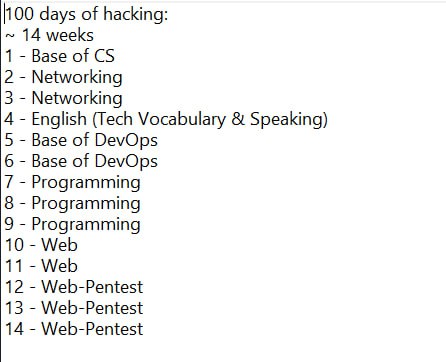 100 days of hacking:
~ 14 weeks
1 - Base of CS
2 - Networking
3 - Networking
4 - English (Tech Vocabulary & Speaking)
5 - Base of DevOps
6 - Base of DevOps
7 - Programming
8 - Programming
9 - Programming
10 - Web
11 - Web
12 - Web-Pentest
13 - Web-Pentest
14 - Web-Pentest